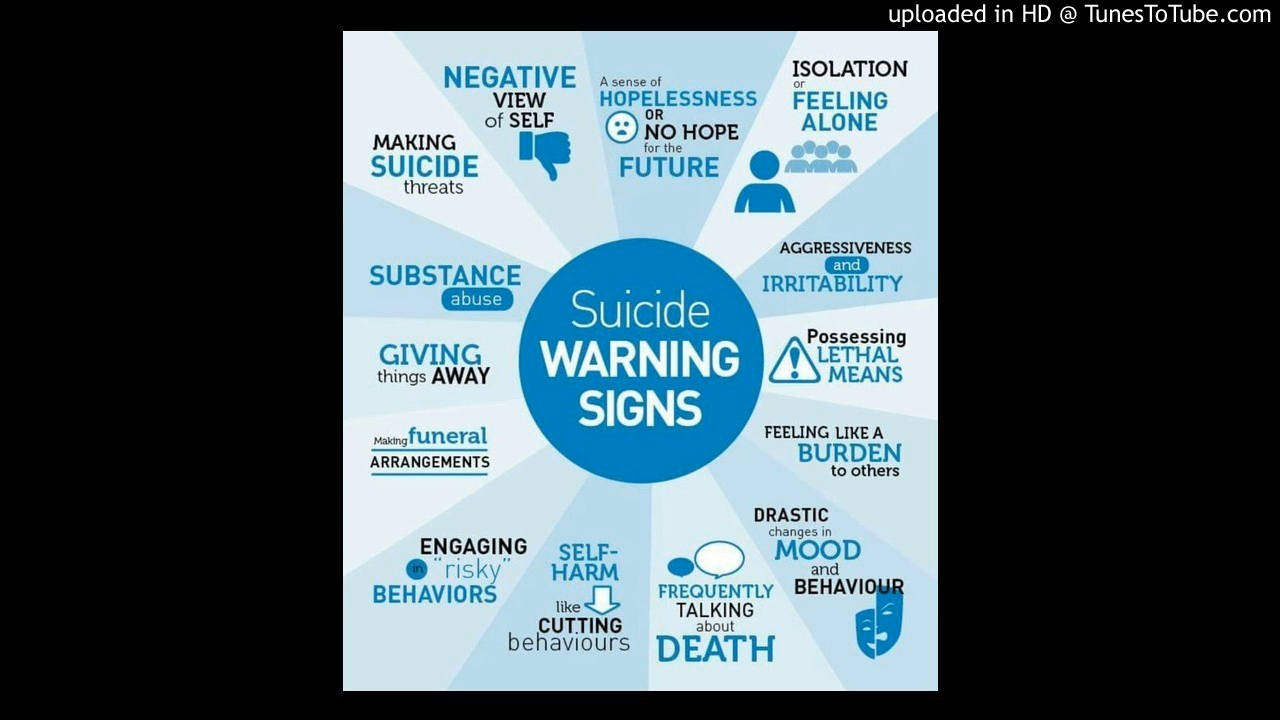 uploaded in HD @ TunesToTube.com
Suicide
WARNING
SIGNS
NEGATIVE
VIEW
of SELF
A sense of
HOPELESSNESS
OR
NO HOPE
for the
FUTURE
ISOLATION
or
FEELING
ALONE
AGGRESSIVENESS
and
IRRITABILITY
Possessing
LETHAL
MEANS
FEELING LIKE A
BURDEN
to others
DRASTIC
changes in
MOOD
and
BEHAVIOUR
FREQUENTLY
TALKING
about
DEATH
SELF-
HARM
like
CUTTING
behaviours
ENGAGING
in "risky"
BEHAVIORS
Making funeral
ARRANGEMENTS
GIVING
things AWAY
SUBSTANCE
abuse
MAKING
SUICIDE
threats